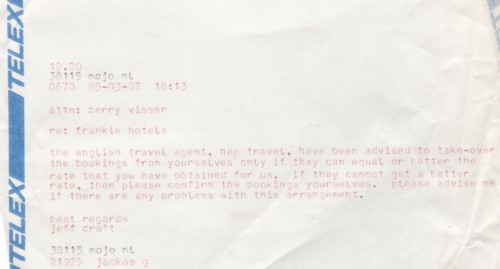 TELEX
TELEX
19.20
38115 mojo nl
0670 85-03-07 18:13
attn: berry visser
re: frankie hotels
the english travel agent, hep travel, have been advised to take-over
the bookings from yourselves only if they can equal or better the
rate that you have obtained for us. if they cannot get a better
rate, then please confirm the bookings yourselves. please advise me
if there are any problems with this arrangement.
best regards
jeff craft
38115 mojo nl
21929 jackos g